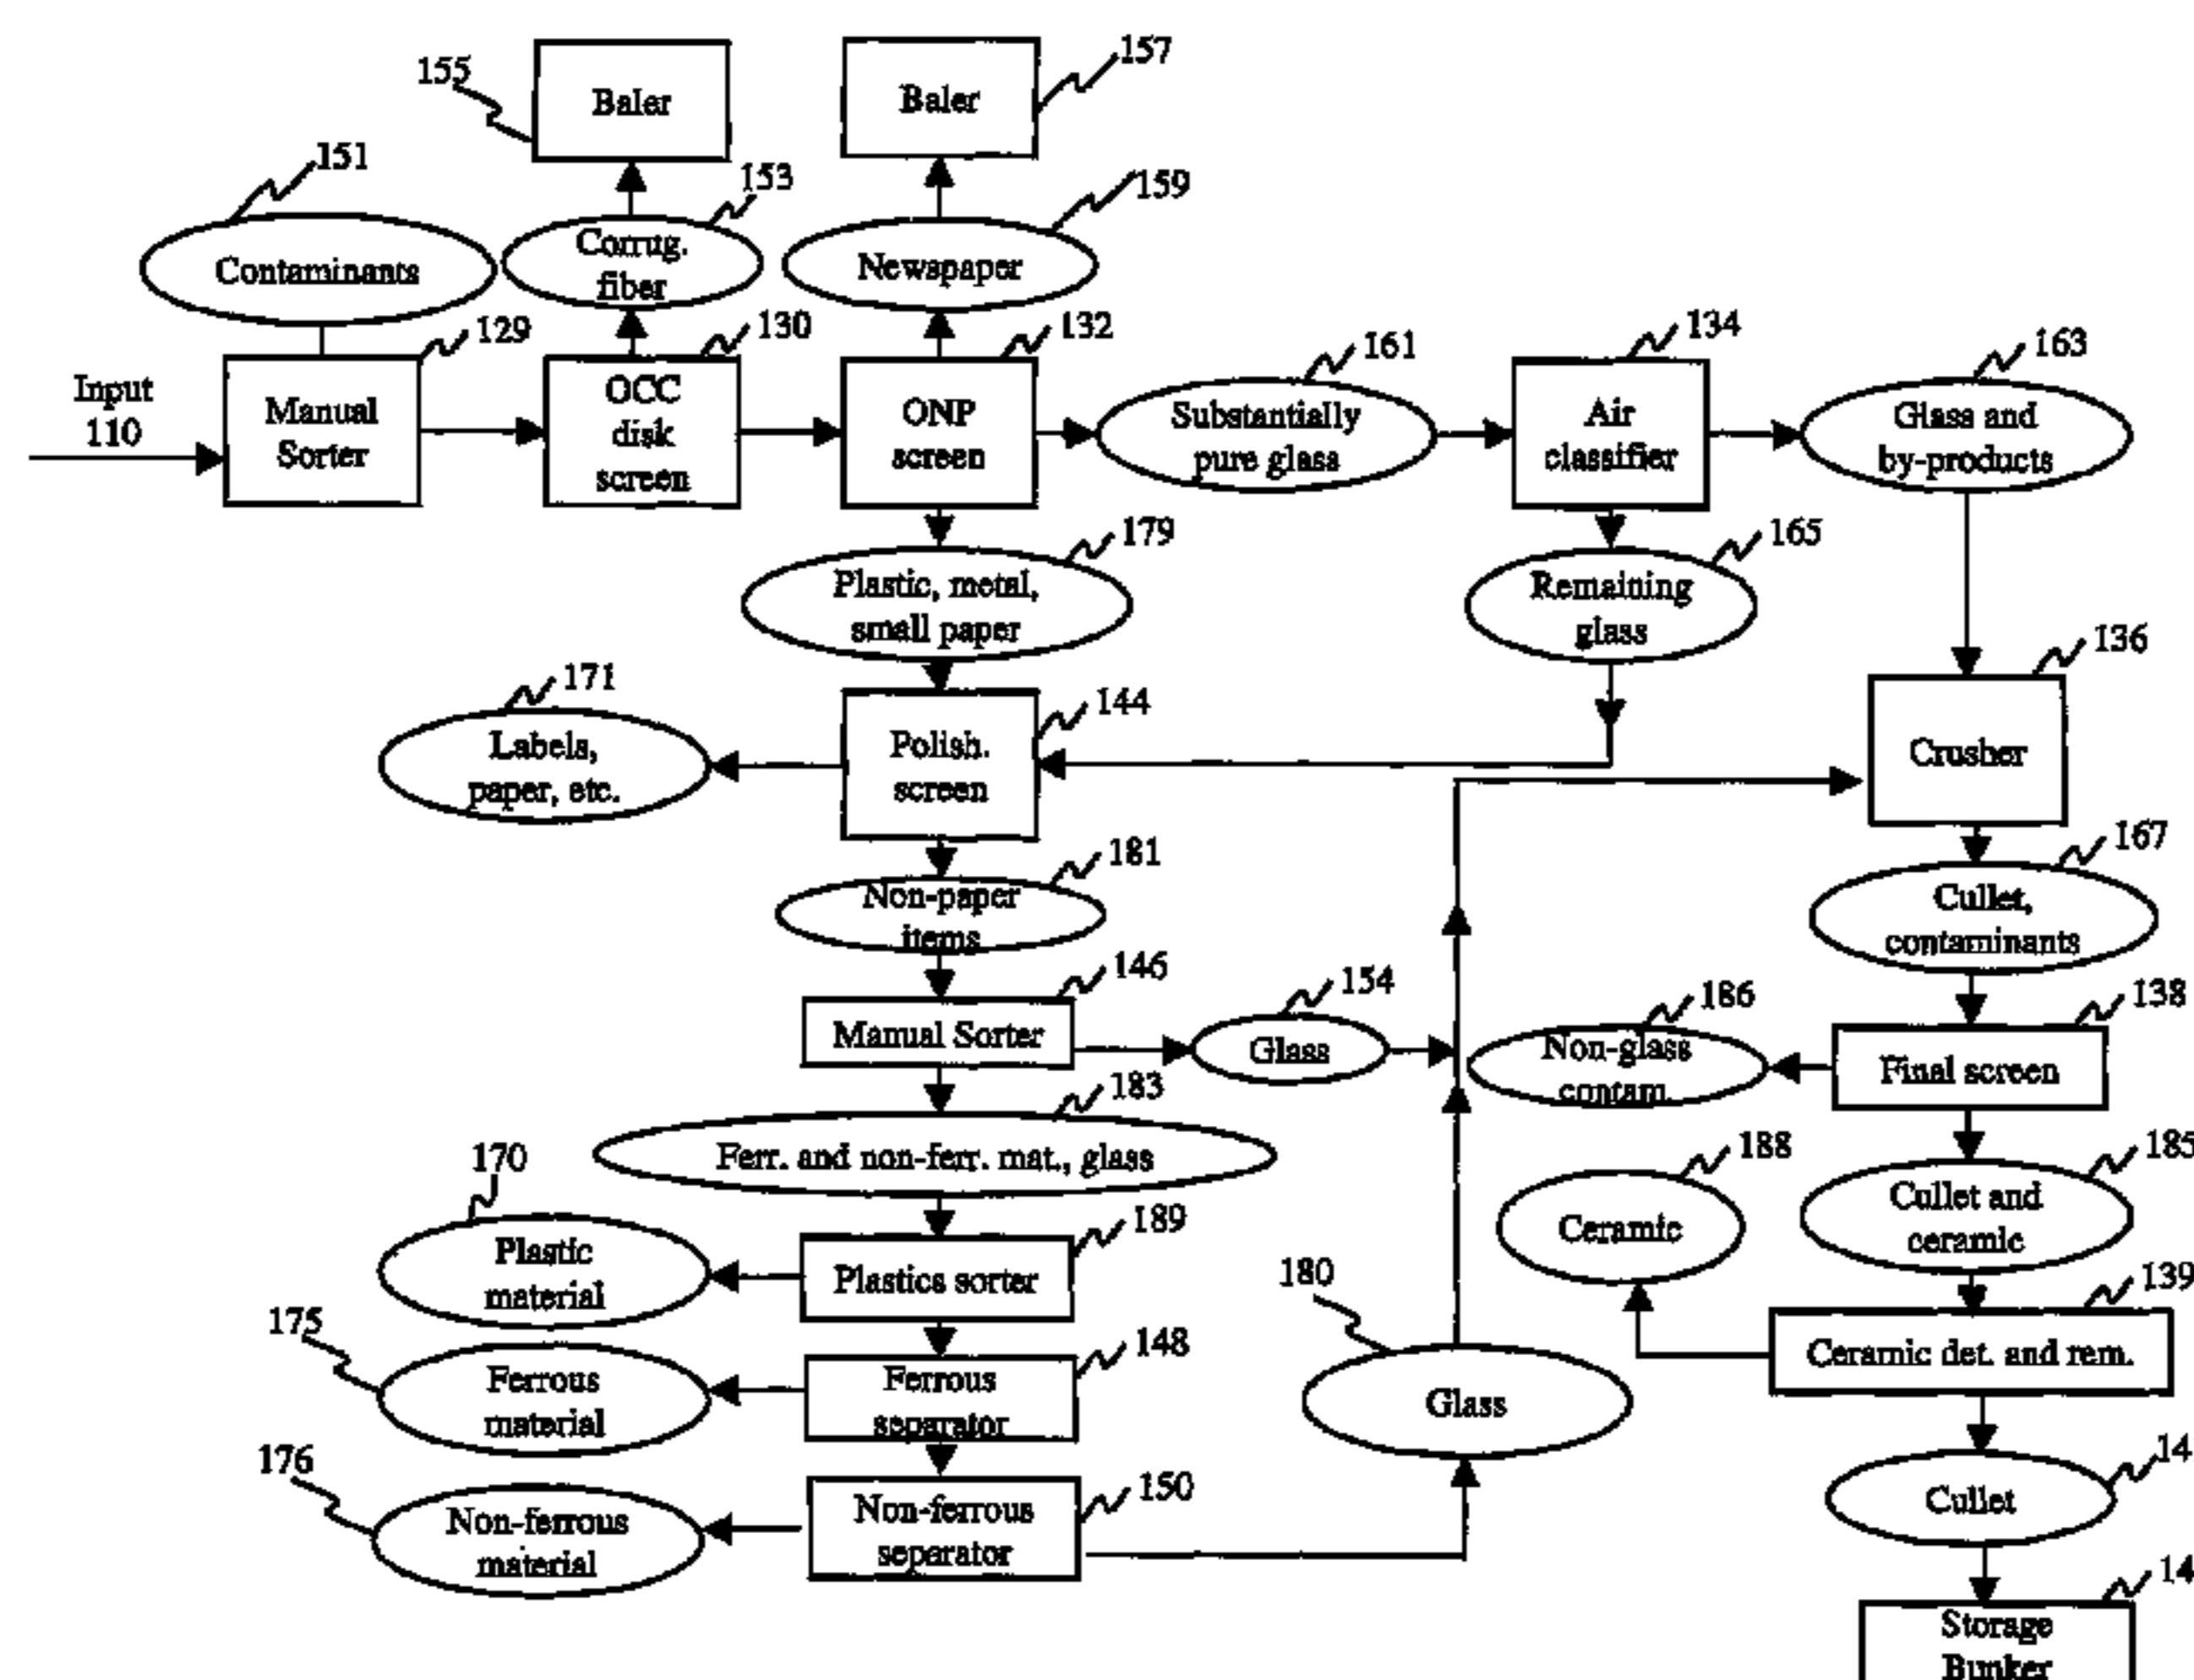 155
Baler
Baler
157
151
153
159
Contaminants
Corrug.
fiber
Newspaper
129
130
132
161
134
163
Input
110
Manual
Sorter
OCC
disk
screen
ONP
screen
Substantially
pure glass
Air
classifier
Glass and
by-products
179
165
Plastic, metal,
small paper
Remaining
glass
136
171
144
Labels,
paper, etc.
Polish.
screen
Crusher
181
167
Non-paper
items
Cullet,
contaminants
146
154
186
138
Manual Sorter
Glass
Non-glass
contam.
Final screen
183
188
185
170
Ferr. and non-ferr. mat., glass
Ceramic
Cullet and
ceramic
189
180
139
Plastic
material
Plastics sorter
175
148
Ferrous
material
Ferrous
separator
Glass
Ceramic det. and rem.
176
150
14
Non-ferrous
material
Non-ferrous
separator
Cullet
14
Storage
Bunker